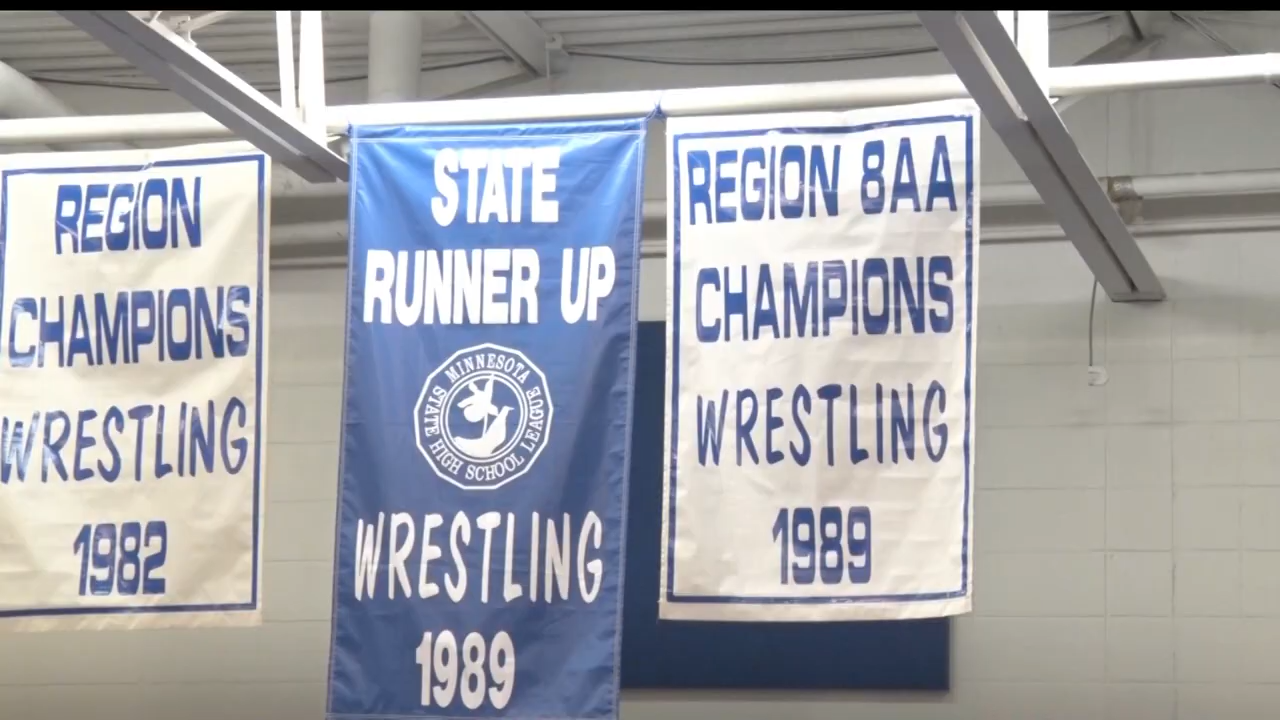 REGION
CHAMPIONS
WRESTLING
1982
STATE
RUNNER UP
MINNESOTA
STATE HIGH SCHOOL LEAGUE
WRESTLING
1989
REGION 8AA
CHAMPIONS
WRESTLING
1989